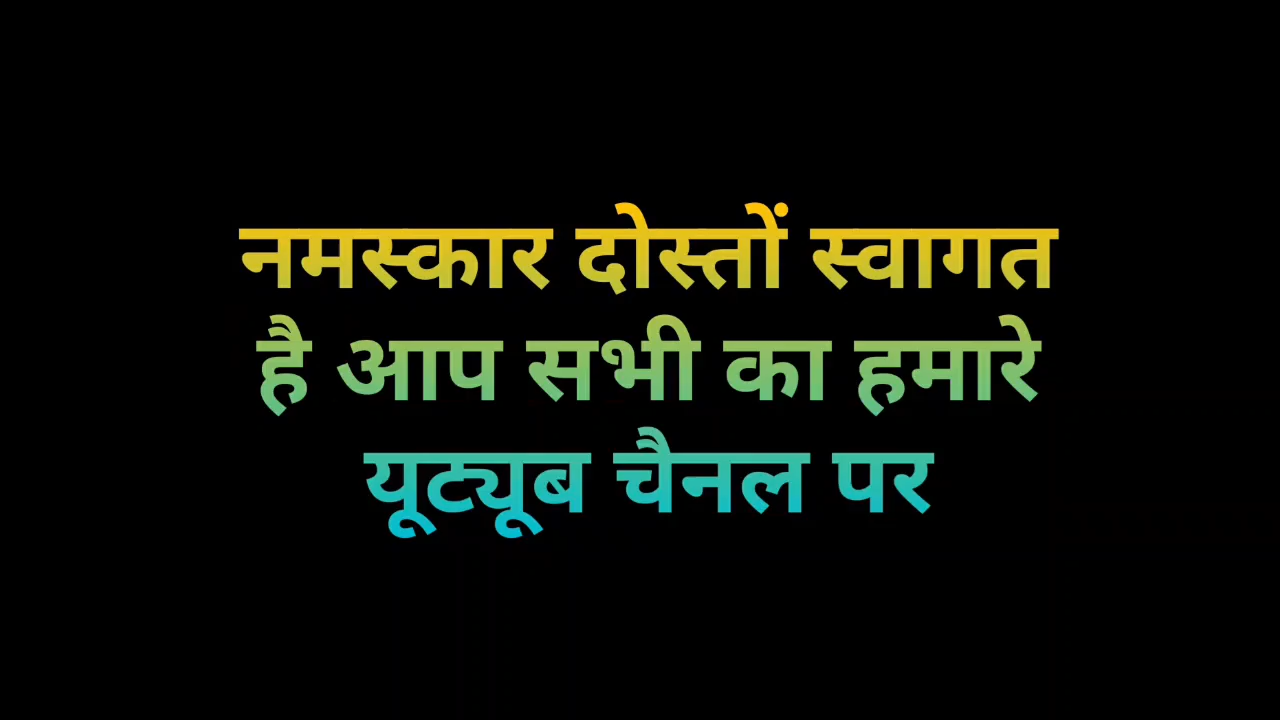 नमस्कार दोस्तों स्वागत
है आप सभी का हमारे
यूट्यूब चैनल पर